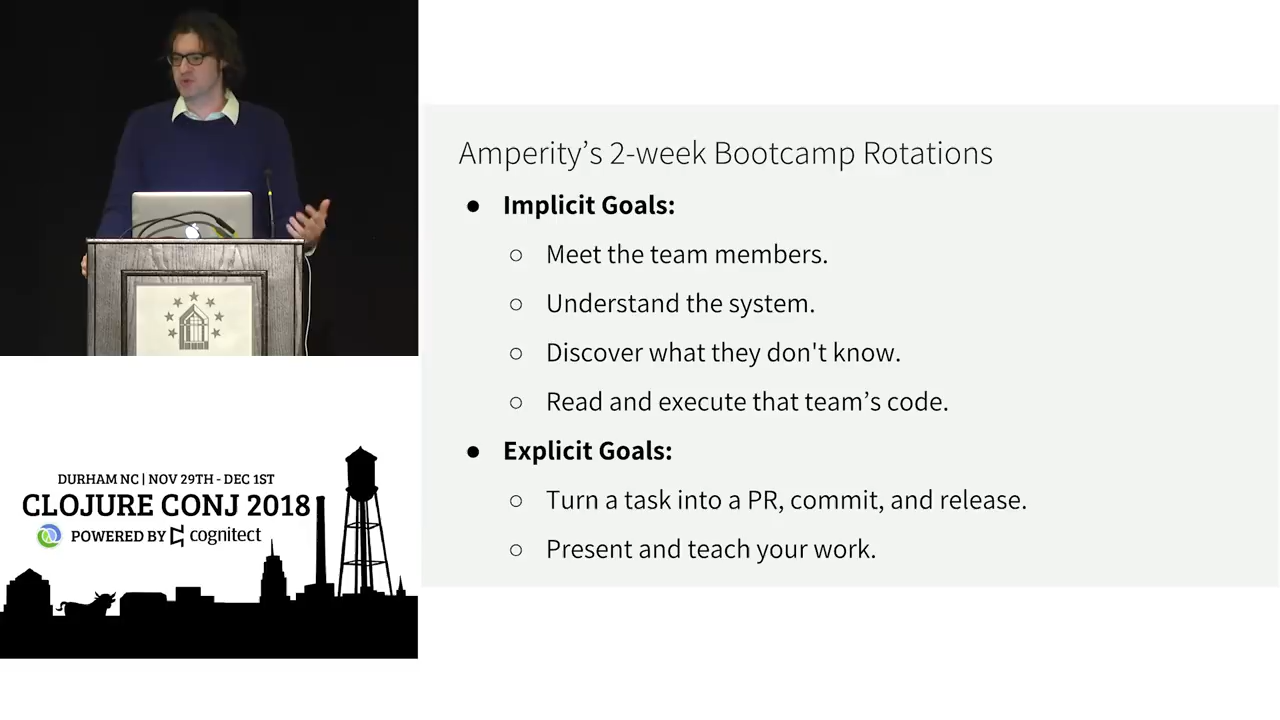 Amperity’s 2-week Bootcamp Rotations
● Implicit Goals:
○ Meet the team members.
○ Understand the system.
○ Discover what they don't know.
○ Read and execute that team’s code.
● Explicit Goals:
○ Turn a task into a PR, commit, and release.
○ Present and teach your work.
DURHAM NC | NOV 29TH - DEC 1ST
CLOJURE CONJ 2018
POWERED BY cognitect